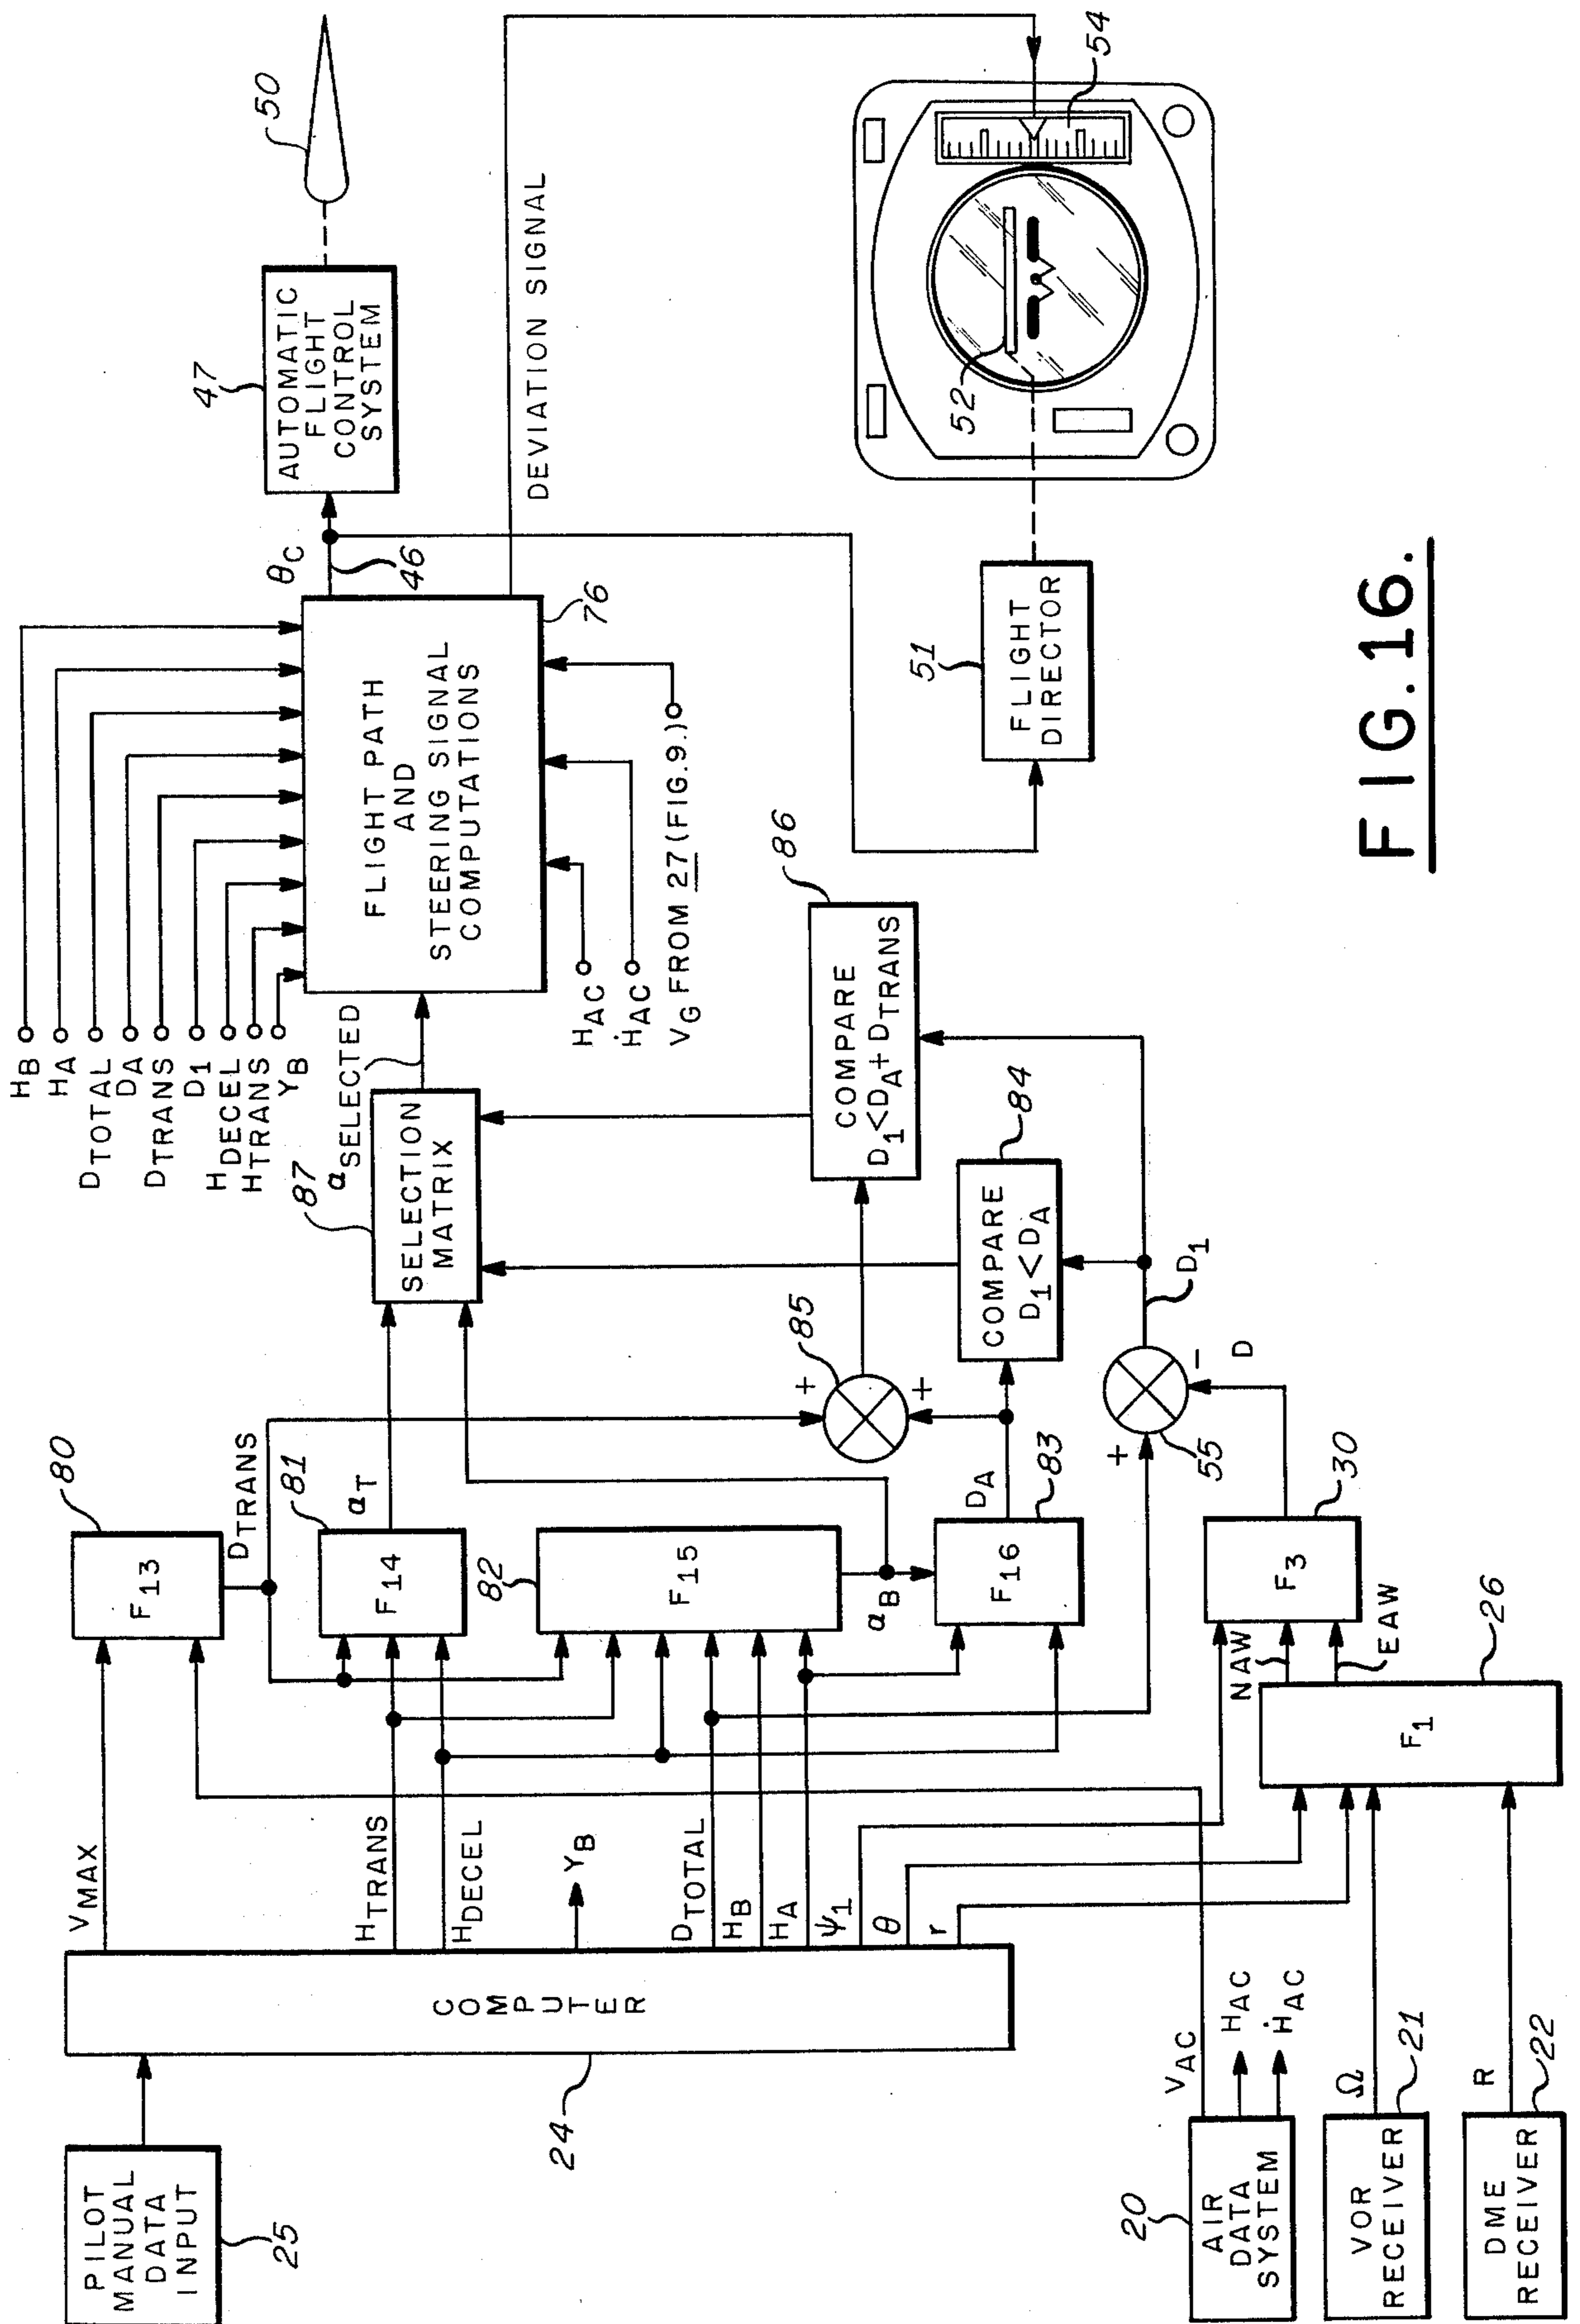 PILOT
MANUAL
DATA
INPUT
25
COMPUTER
24
VMAX
HTRANS
HDECEL
YB
DTOTAL
HB
HA
ψ1
θ
r
20
AIR
DATA
SYSTEM
VAC
HAC
ḢAC
VOR
RECEIVER
21
Ω
DME
RECEIVER
22
R
F1
26
NAW
EAW
F3
30
D
F13
80
DTRANS
F14
81
αT
F15
82
αB
F16
83
DA
+
+
85
+
-
55
D1
COMPARE
D1<DA
84
COMPARE
D1<DA+DTRANS
86
SELECTION
MATRIX
87
αSELECTED
HB
HA
DTOTAL
DA
DTRANS
D1
HDECEL
HTRANS
YB
FLIGHT PATH
AND
STEERING SIGNAL
COMPUTATIONS
76
HAC
ḢAC
VG FROM 27 (FIG.9.)
θC
46
AUTOMATIC
FLIGHT
CONTROL
SYSTEM
47
50
DEVIATION SIGNAL
FLIGHT
DIRECTOR
51
52
54
FIG.16.